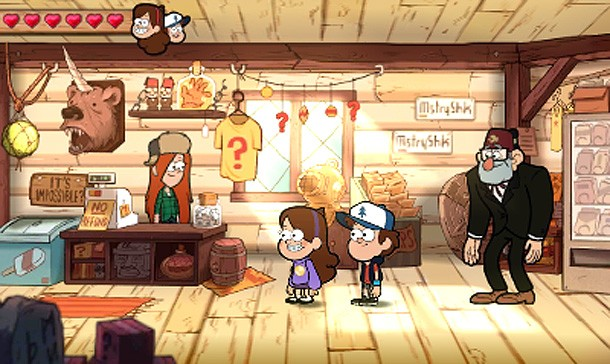 ?
?
?
MstryShk
MstryShk
IT'S
IMPOSSIBLE?
NO
REFUNDS